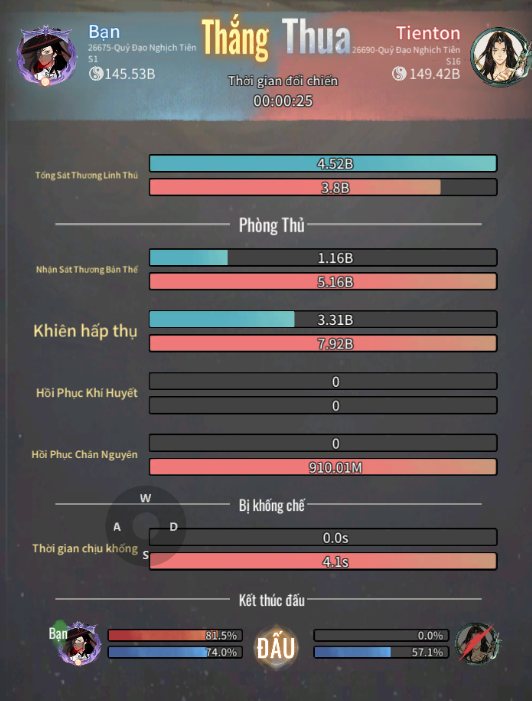 Bạn
26675-Quỷ Đạo Nghịch Tiên
S1
145.53B
Thắng
Thua
Tienton
26690-Quỷ Đạo Nghịch Tiên
S16
149.42B
Thời gian đối chiến
00:00:25
Tổng Sát Thương Linh Thú
4.52B
3.8B
Phòng Thủ
Nhận Sát Thương Bản Thể
1.16B
5.16B
Khiên hấp thụ
3.31B
7.92B
Hồi Phục Khí Huyết
0
0
Hồi Phục Chân Nguyên
0
910.01M
Bị khống chế
W
A
D
S
Thời gian chịu khống
0.0s
4.1s
Kết thúc đấu
Bạn
81.5%
74.0%
ĐẤU
0.0%
57.1%